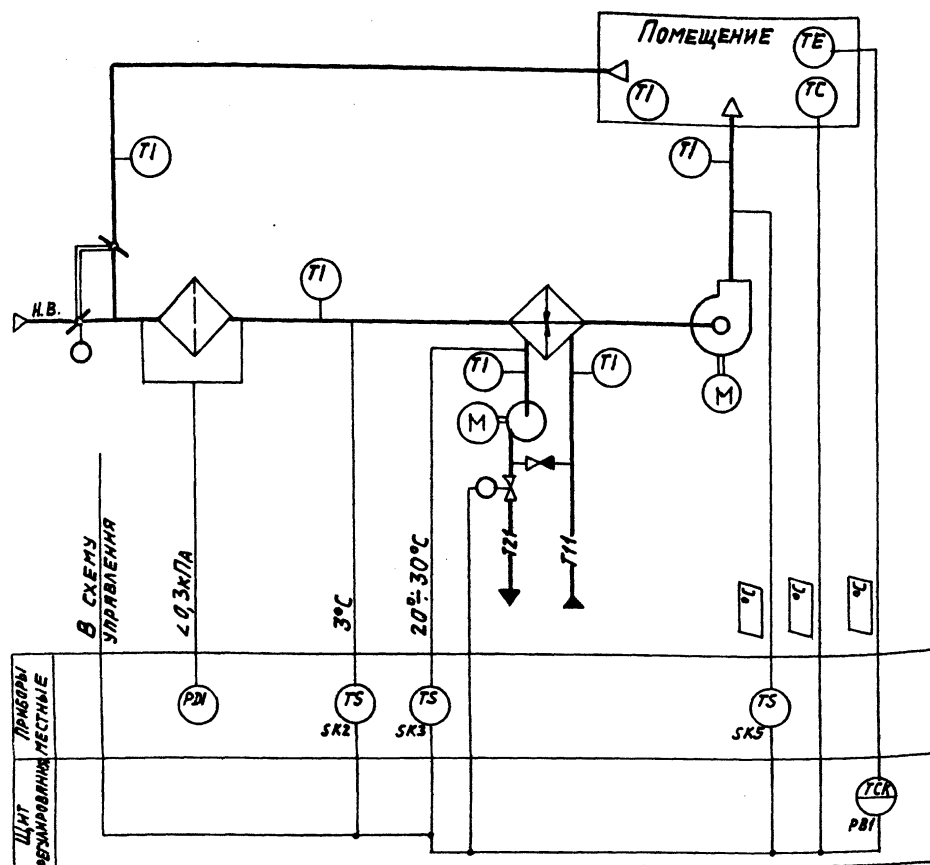 Помещение
TE
TC
TI
TI
TI
TI
Н.В.
TI
TI
M
M
T21
T11
В СХЕМУ
УПРАВЛЕНИЯ
<0,3кПа
3°C
20°÷30°C
°C
°C
°C
ПРИБОРЫ
МЕСТНЫЕ
PDI
TS
SK2
TS
SK3
TS
SK5
ЩИТ
РЕГУЛИРОВАНИЯ
TCK
PB1